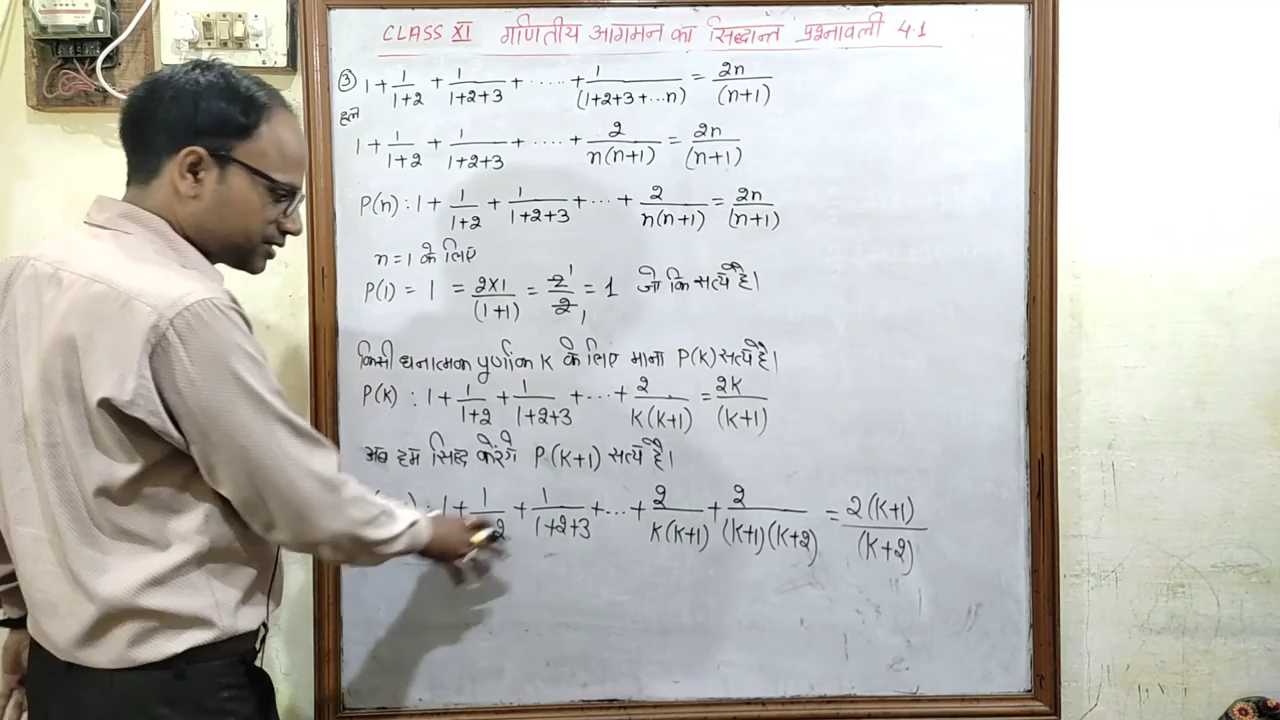 CLASS XI गणितीय आगमन का सिद्धान्त प्रश्नावली 4.1
③ 1 + 1/(1+2) + 1/(1+2+3) + ..... + 1/(1+2+3+...n) = 2n/(n+1)
हल
1 + 1/(1+2) + 1/(1+2+3) + .... + 2/(n(n+1)) = 2n/(n+1)
P(n) : 1 + 1/(1+2) + 1/(1+2+3) + ... + 2/(n(n+1)) = 2n/(n+1)
n=1 के लिए
P(1) = 1 = 2×1/(1+1) = 2/2 = 1 जो कि सत्य है।
किसी धनात्मक पूर्णांक K के लिए माना P(K) सत्य है।
P(K) : 1 + 1/(1+2) + 1/(1+2+3) + ... + 2/(K(K+1)) = 2K/(K+1)
अब हम सिद्ध करेंगे P(K+1) सत्य है।
: 1 + 1/ 2 + 1/(1+2+3) + ... + 2/(K(K+1)) + 2/((K+1)(K+2)) = 2(K+1)/(K+2)